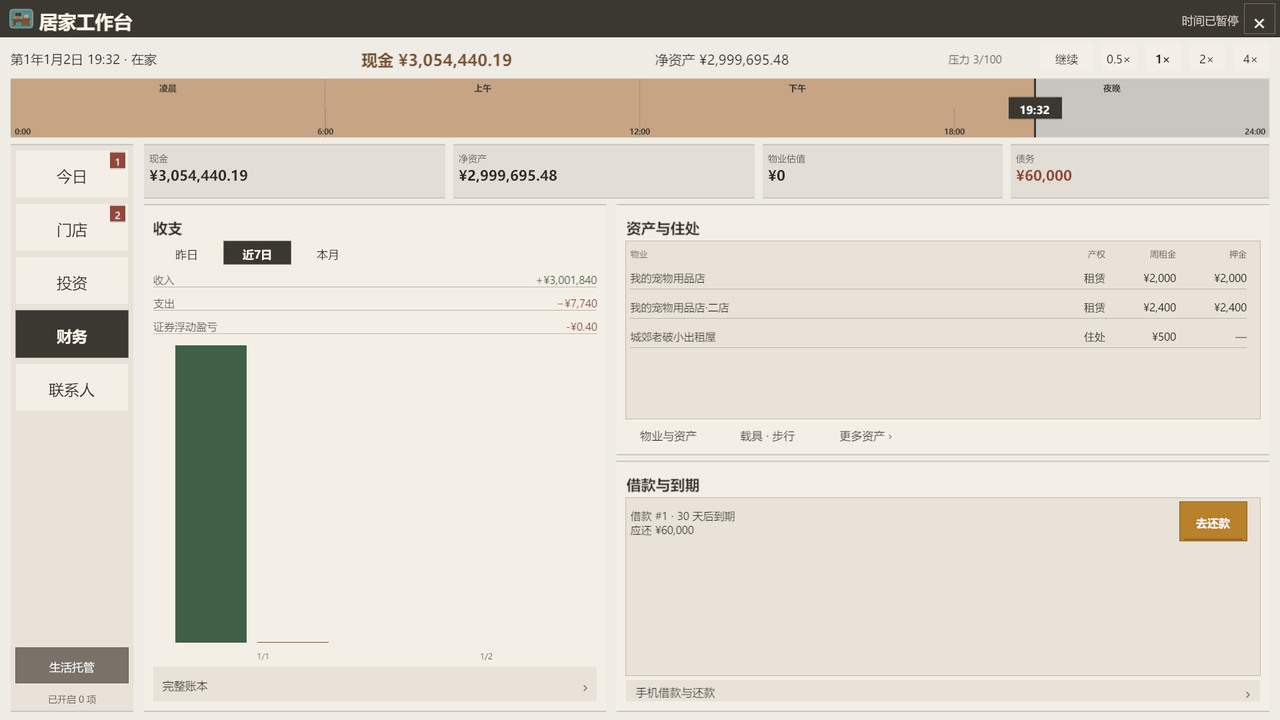 居家工作台
时间已暂停
×
第1年1月2日 19:32 · 在家
现金 ¥3,054,440.19
净资产 ¥2,999,695.48
压力 3/100
继续
0.5×
1×
2×
4×
凌晨
上午
下午
夜晚
19:32
0:00
6:00
12:00
18:00
24:00
今日
1
门店
2
投资
财务
联系人
生活托管
已开启 0 项
现金
¥3,054,440.19
净资产
¥2,999,695.48
物业估值
¥0
债务
¥60,000
收支
昨日
近7日
本月
收入
+¥3,001,840
支出
−¥7,740
证券浮动盈亏
-¥0.40
1/1
1/2
完整账本
›
资产与住处
物业 产权 周租金 押金
我的宠物用品店 租赁 ¥2,000 ¥2,000
我的宠物用品店·二店 租赁 ¥2,400 ¥2,400
城郊老破小出租屋 住处 ¥500 —
物业与资产
载具 · 步行
更多资产 ›
借款与到期
借款 #1 · 30 天后到期
应还 ¥60,000
去还款
手机借款与还款
›